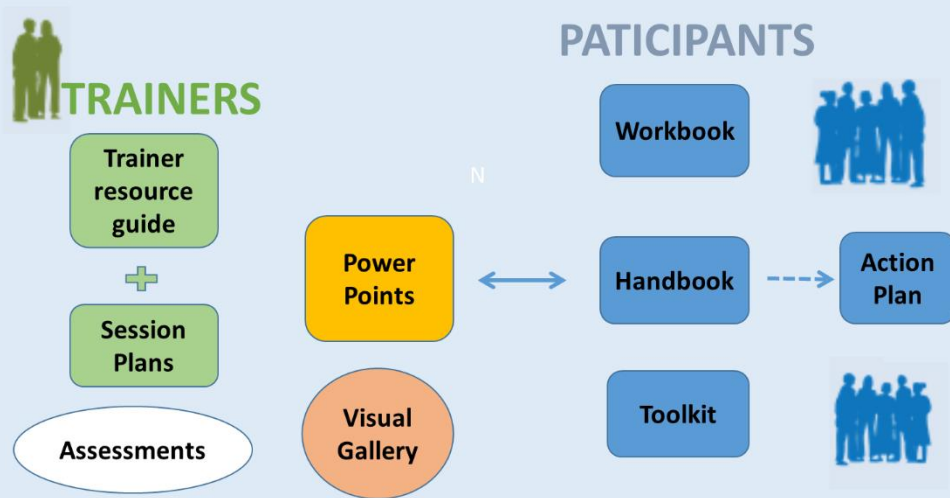 PATICIPANTS
TRAINERS
Trainer
resource
guide
Session
Plans
Assessments
N
Power
Points
Visual
Gallery
Workbook
Handbook
Action
Plan
Toolkit